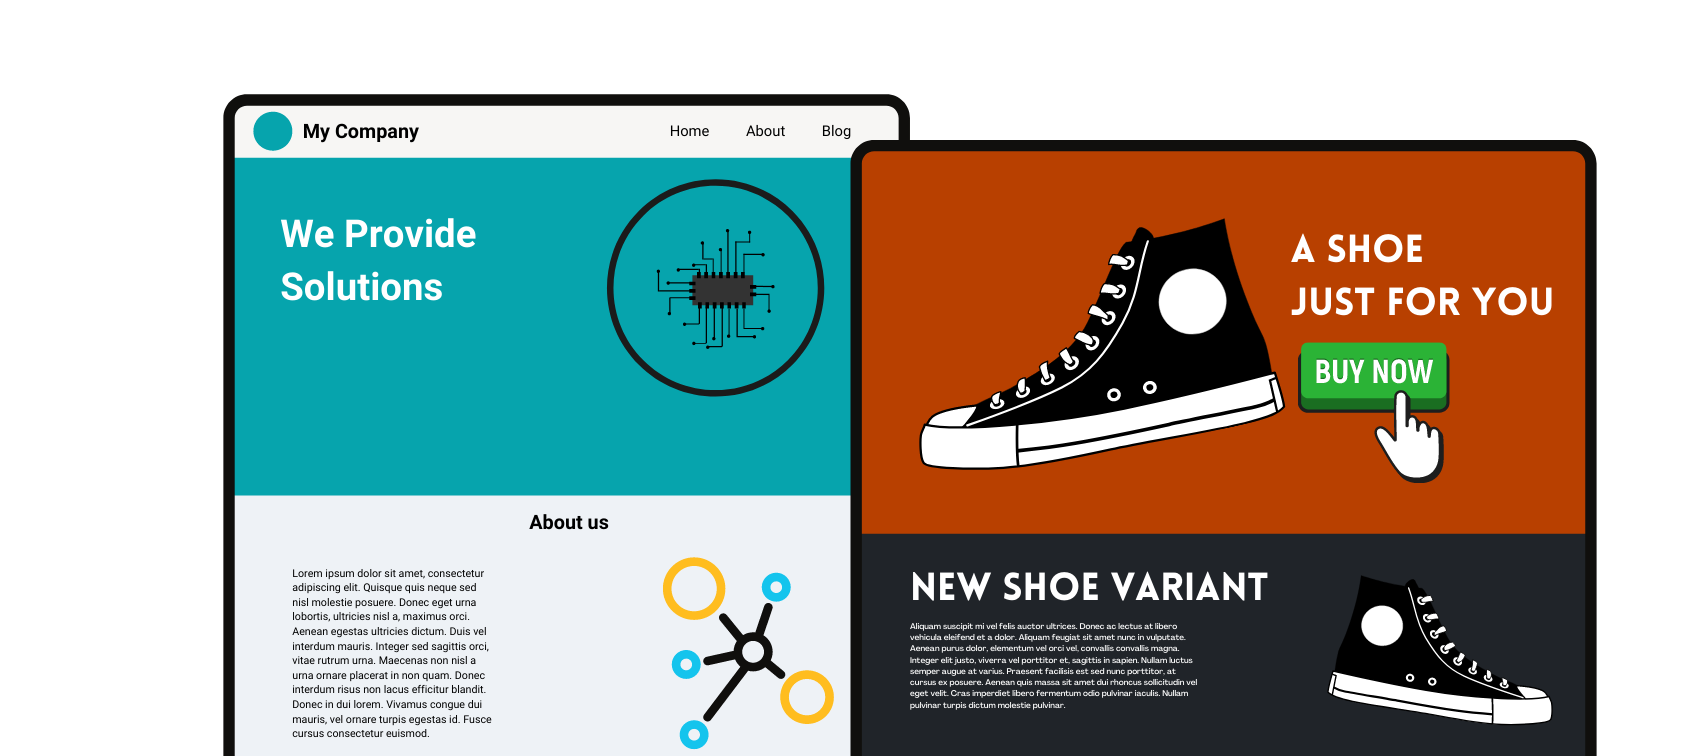 My Company
Home About Blog
We Provide
Solutions
About us
Lorem ipsum dolor sit amet, consectetur
adipiscing elit. Quisque quis neque sed
nisl molestie posuere. Donec eget urna
lobortis, ultricies nisl a, maximus orci.
Aenean egestas ultricies dictum. Duis vel
interdum mauris. Integer sed sagittis orci,
vitae rutrum urna. Maecenas non nisl a
urna ornare placerat in non quam. Donec
interdum risus non lacus efficitur blandit.
Donec in dui lorem. Vivamus congue dui
mauris, vel ornare turpis egestas id. Fusce
cursus consectetur euismod.
A SHOE
JUST FOR YOU
BUY NOW
NEW SHOE VARIANT
Aliquam suscipit mi vel felis auctor ultrices. Donec ac lectus at libero
vehicula eleifend et a dolor. Aliquam feugiat sit amet nunc in vulputate.
Aenean purus dolor, elementum vel orci vel, convallis convallis magna.
Integer elit justo, viverra vel porttitor et, sagittis in sapien. Nullam luctus
semper augue at varius. Praesent facilisis est sed nunc porttitor, at
cursus ex posuere. Aenean quis massa sit amet dui rhoncus sollicitudin vel
eget velit. Cras imperdiet libero fermentum odio pulvinar iaculis. Nullam
pulvinar turpis dictum molestie pulvinar.